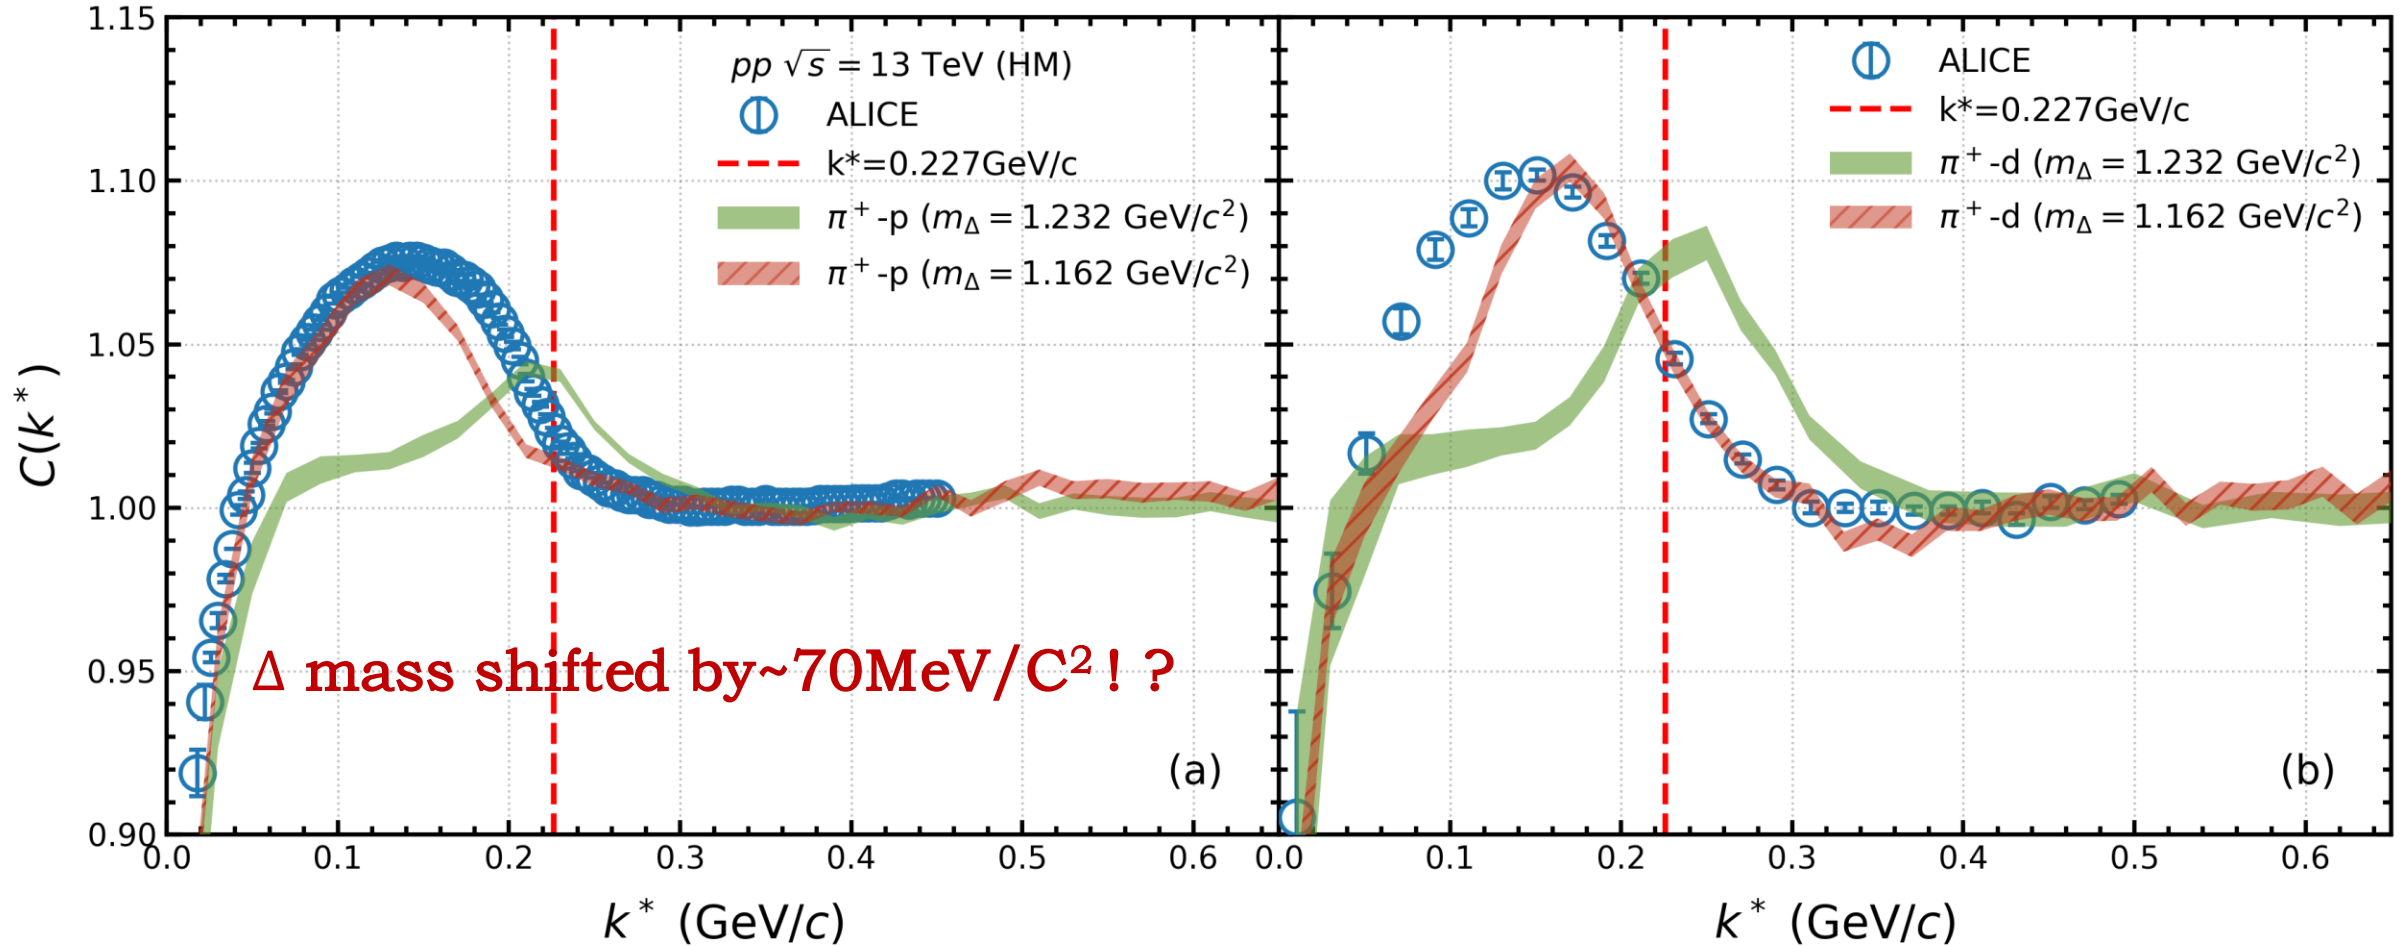 pp √s = 13 TeV (HM)
ALICE
k*=0.227GeV/c
π⁺-p (m_Δ = 1.232 GeV/c²)
π⁺-p (m_Δ = 1.162 GeV/c²)
Δ mass shifted by~70MeV/C²!?
(a)
1.15
1.10
1.05
1.00
0.95
0.90
C(k*)
0.0 0.1 0.2 0.3 0.4 0.5 0.6
k* (GeV/c)
ALICE
k*=0.227GeV/c
π⁺-d (m_Δ = 1.232 GeV/c²)
π⁺-d (m_Δ = 1.162 GeV/c²)
(b)
0.0 0.1 0.2 0.3 0.4 0.5 0.6
k* (GeV/c)